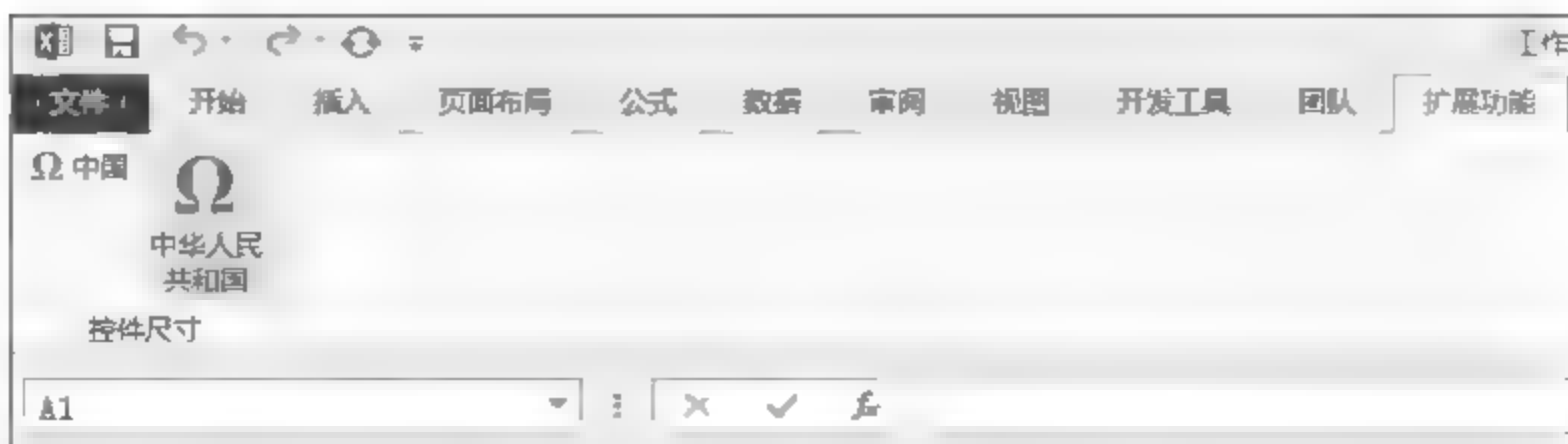 工作
文件 开始 插入 页面布局 公式 数据 审阅 视图 开发工具 团队 扩展功能
Ω 中国
Ω
中华人民
共和国
控件尺寸
A1 fx